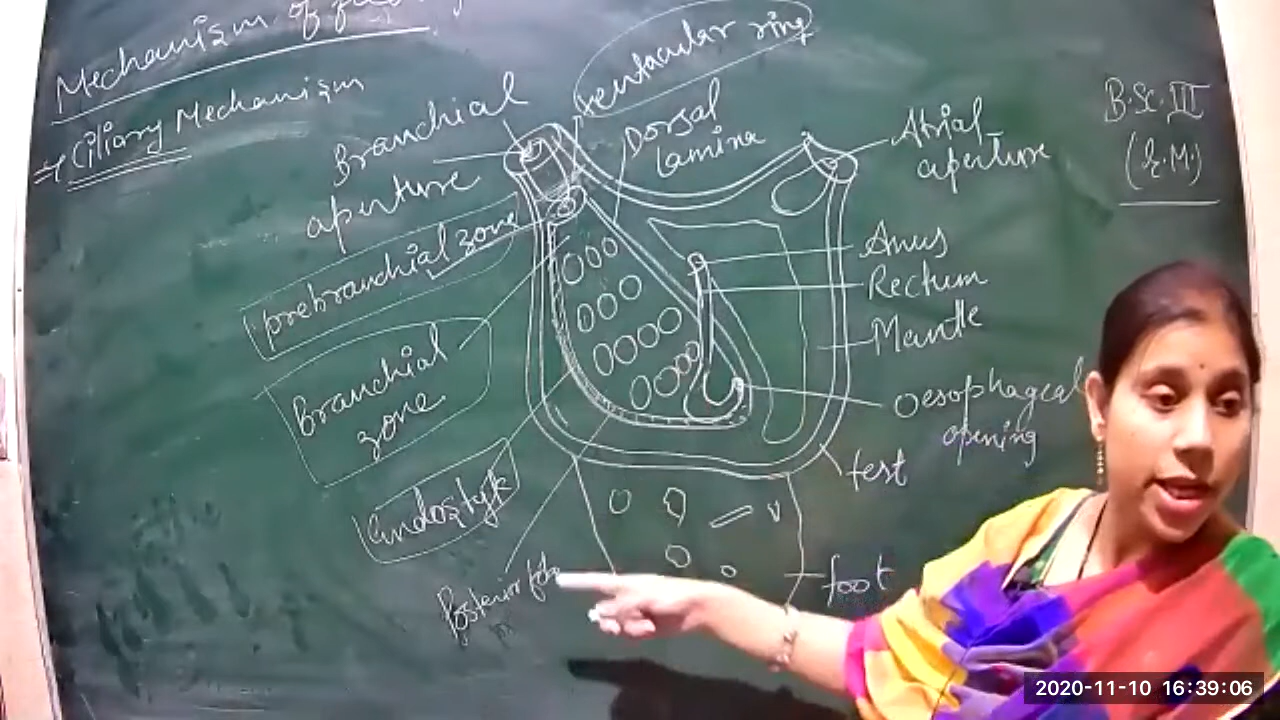 Mechanism of
→ Ciliary Mechanism
Branchial
aperture
tentacular ring
Dorsal
Lamina
Atrial
aperture
B.Sc. III
prebranchial zone
Branchial
zone
Endostyle
Posterior
Anus
Rectum
Mantle
Oesophageal
opening
test
foot
2020-11-10 16:39:06